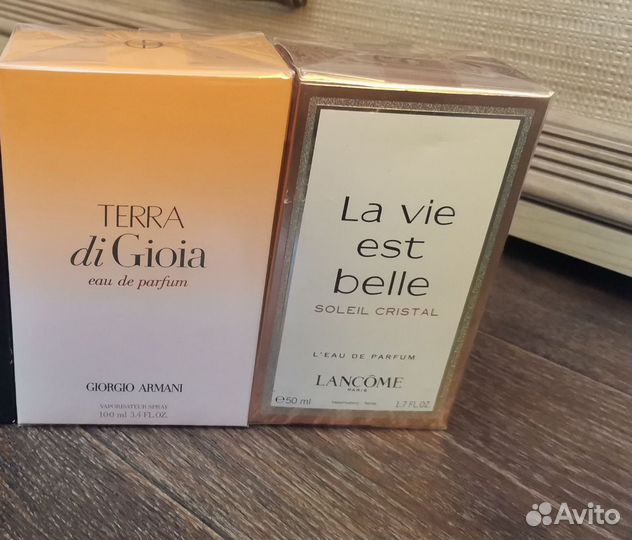 TERRA
di Gioia
eau de parfum
GIORGIO ARMANI
VAPORISATEUR SPRAY
100 ml 3.4 FL.OZ.
La vie
est
belle
SOLEIL CRISTAL
L'EAU DE PARFUM
LANCÔME
PARIS
℮50 ml
1.7 FL.OZ.
Avito